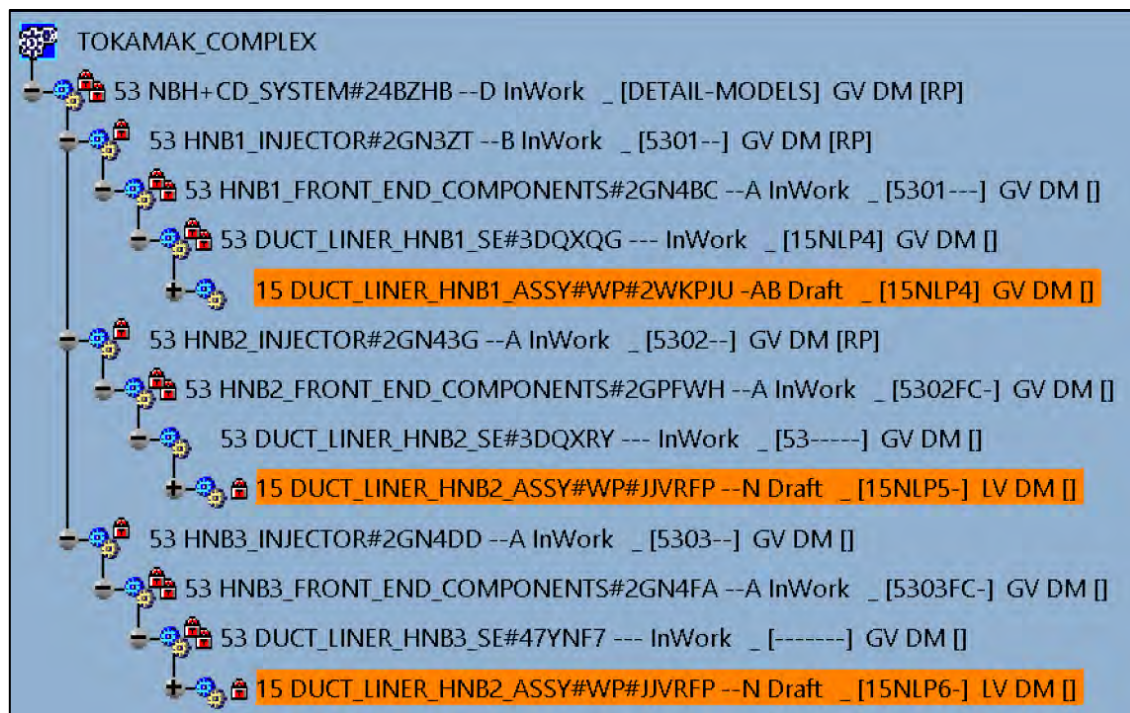 TOKAMAK_COMPLEX
53 NBH+CD_SYSTEM#24BZHB --D InWork _ [DETAIL-MODELS] GV DM [RP]
53 HNB1_INJECTOR#2GN3ZT --B InWork _ [5301--] GV DM [RP]
53 HNB1_FRONT_END_COMPONENTS#2GN4BC --A InWork _ [5301---] GV DM []
53 DUCT_LINER_HNB1_SE#3DQXQG --- InWork _ [15NLP4] GV DM []
15 DUCT_LINER_HNB1_ASSY#WP#2WKPJU -AB Draft _ [15NLP4] GV DM []
53 HNB2_INJECTOR#2GN43G --A InWork _ [5302--] GV DM [RP]
53 HNB2_FRONT_END_COMPONENTS#2GPFWH --A InWork _ [5302FC-] GV DM []
53 DUCT_LINER_HNB2_SE#3DQXRY --- InWork _ [53-----] GV DM []
15 DUCT_LINER_HNB2_ASSY#WP#JJVRFP --N Draft _ [15NLP5-] LV DM []
53 HNB3_INJECTOR#2GN4DD --A InWork _ [5303--] GV DM []
53 HNB3_FRONT_END_COMPONENTS#2GN4FA --A InWork _ [5303FC-] GV DM []
53 DUCT_LINER_HNB3_SE#47YNF7 --- InWork _ [-------] GV DM []
15 DUCT_LINER_HNB2_ASSY#WP#JJVRFP --N Draft _ [15NLP6-] LV DM []